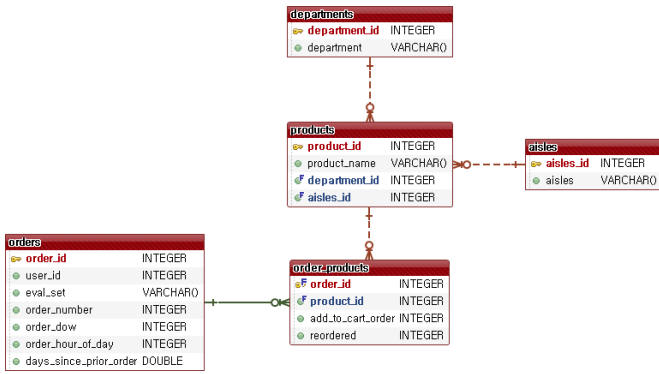 departments
department_id INTEGER
department VARCHAR()
products
product_id INTEGER
product_name VARCHAR()
department_id INTEGER
aisles_id INTEGER
aisles
aisles_id INTEGER
aisles VARCHAR()
orders
order_id INTEGER
user_id INTEGER
eval_set VARCHAR()
order_number INTEGER
order_dow INTEGER
order_hour_of_day INTEGER
days_since_prior_order DOUBLE
order_products
order_id INTEGER
product_id INTEGER
add_to_cart_order INTEGER
reordered INTEGER